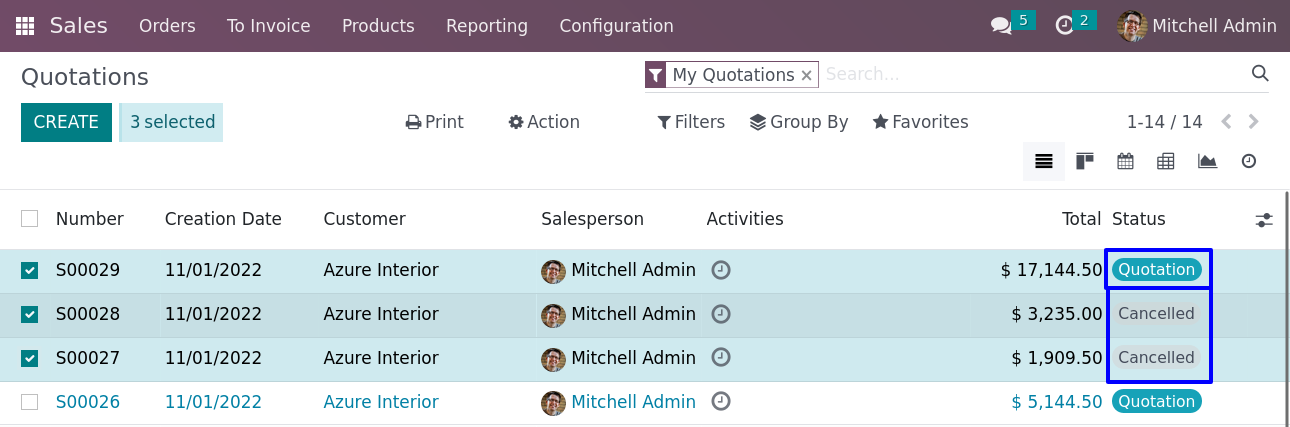 Sales Orders To Invoice Products Reporting Configuration 5 2 Mitchell Admin
Quotations My Quotations × Search...
CREATE 3 selected Print Action Filters Group By Favorites 1-14 / 14
Number Creation Date Customer Salesperson Activities Total Status
S00029 11/01/2022 Azure Interior Mitchell Admin $ 17,144.50 Quotation
S00028 11/01/2022 Azure Interior Mitchell Admin $ 3,235.00 Cancelled
S00027 11/01/2022 Azure Interior Mitchell Admin $ 1,909.50 Cancelled
S00026 11/01/2022 Azure Interior Mitchell Admin $ 5,144.50 Quotation